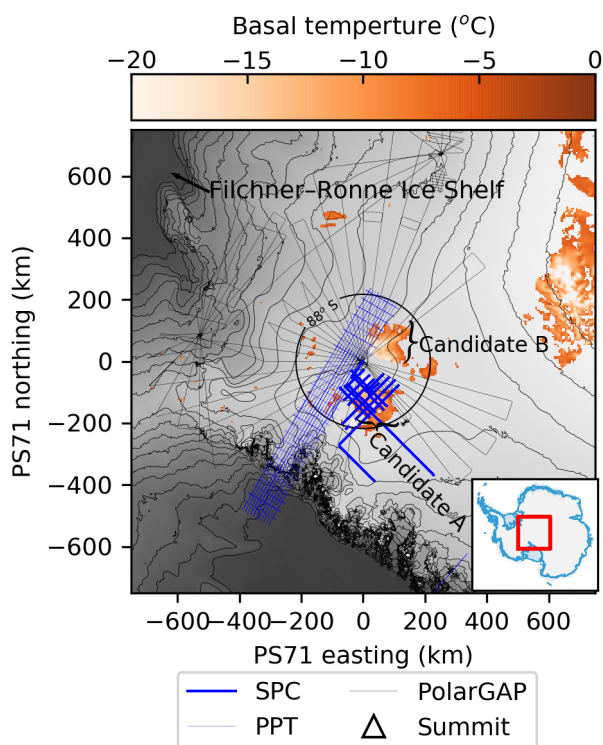 Basal temperture (°C)
−20 −15 −10 −5 0
600
400
200
0
−200
−400
−600
PS71 northing (km)
Filchner–Ronne Ice Shelf
88° S
Candidate B
Candidate A
−600 −400 −200 0 200 400 600
PS71 easting (km)
SPC PolarGAP
PPT Summit